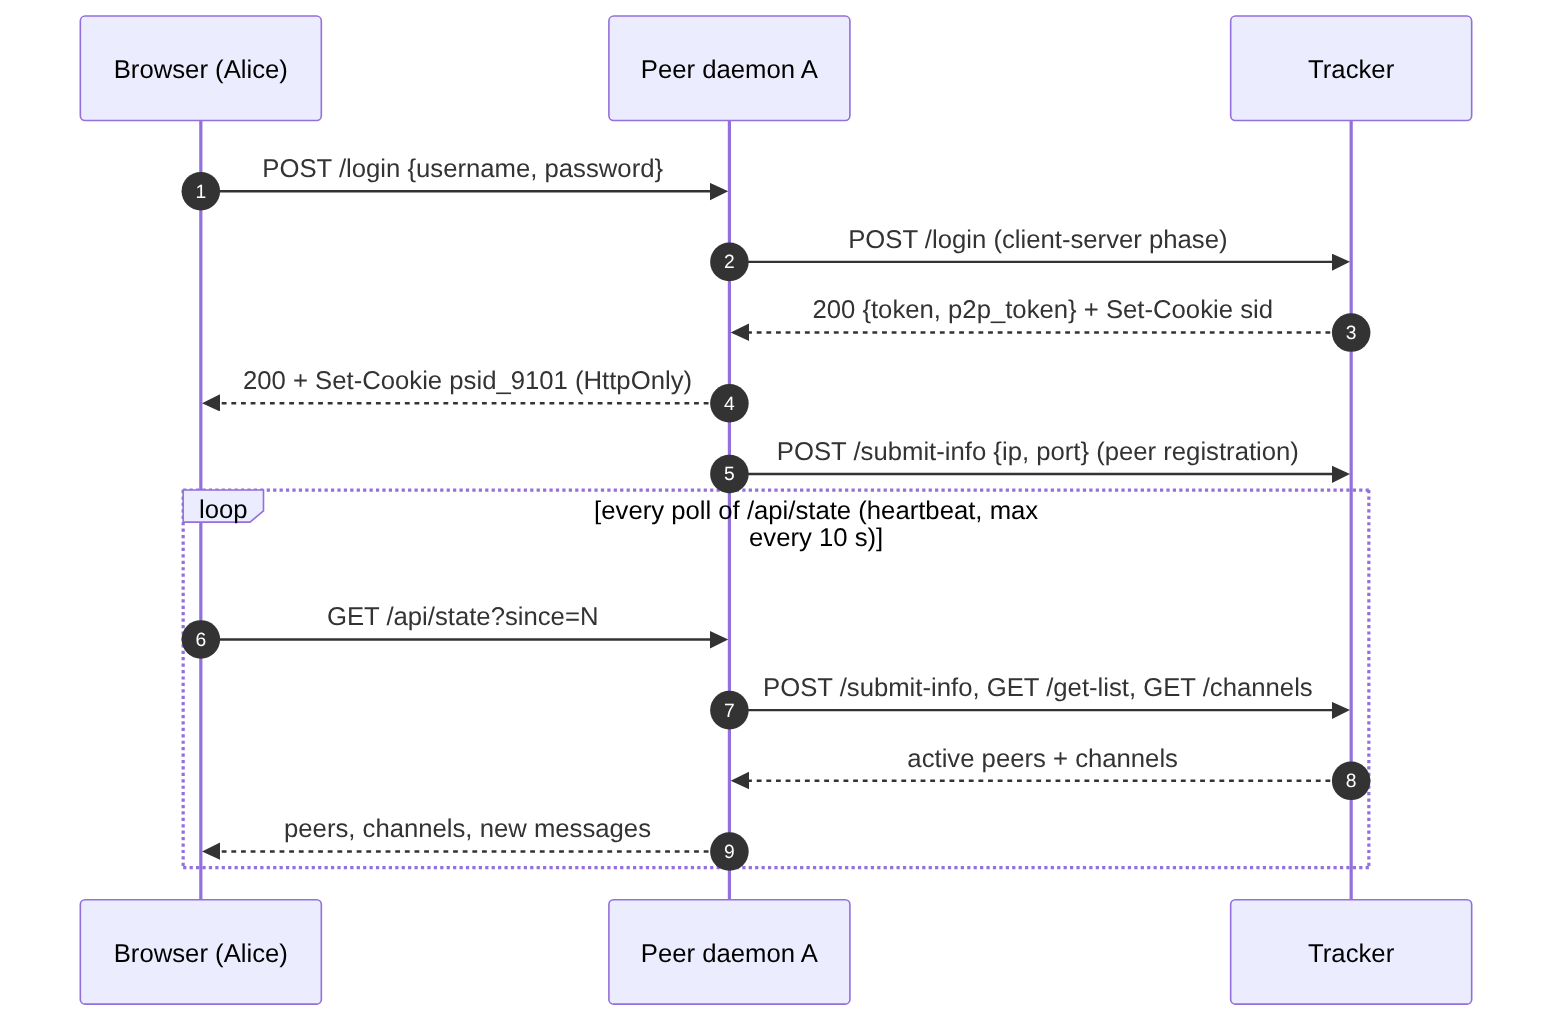 Browser (Alice)
Peer daemon A
Tracker
POST /login {username, password}
1
POST /login (client-server phase)
2
200 {token, p2p_token} + Set-Cookie sid
3
200 + Set-Cookie psid_9101 (HttpOnly)
4
POST /submit-info {ip, port} (peer registration)
5
loop
[every poll of /api/state (heartbeat, max
every 10 s)]
GET /api/state?since=N
6
POST /submit-info, GET /get-list, GET /channels
7
active peers + channels
8
peers, channels, new messages
9
Browser (Alice)
Peer daemon A
Tracker